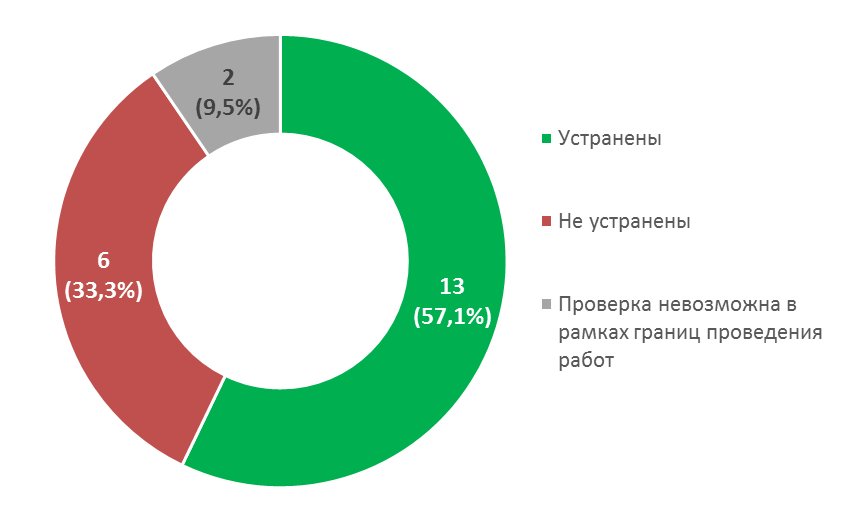 2
(9,5%)
6
(33,3%)
13
(57,1%)
Устранены
Не устранены
Проверка невозможна в
рамках границ проведения
работ